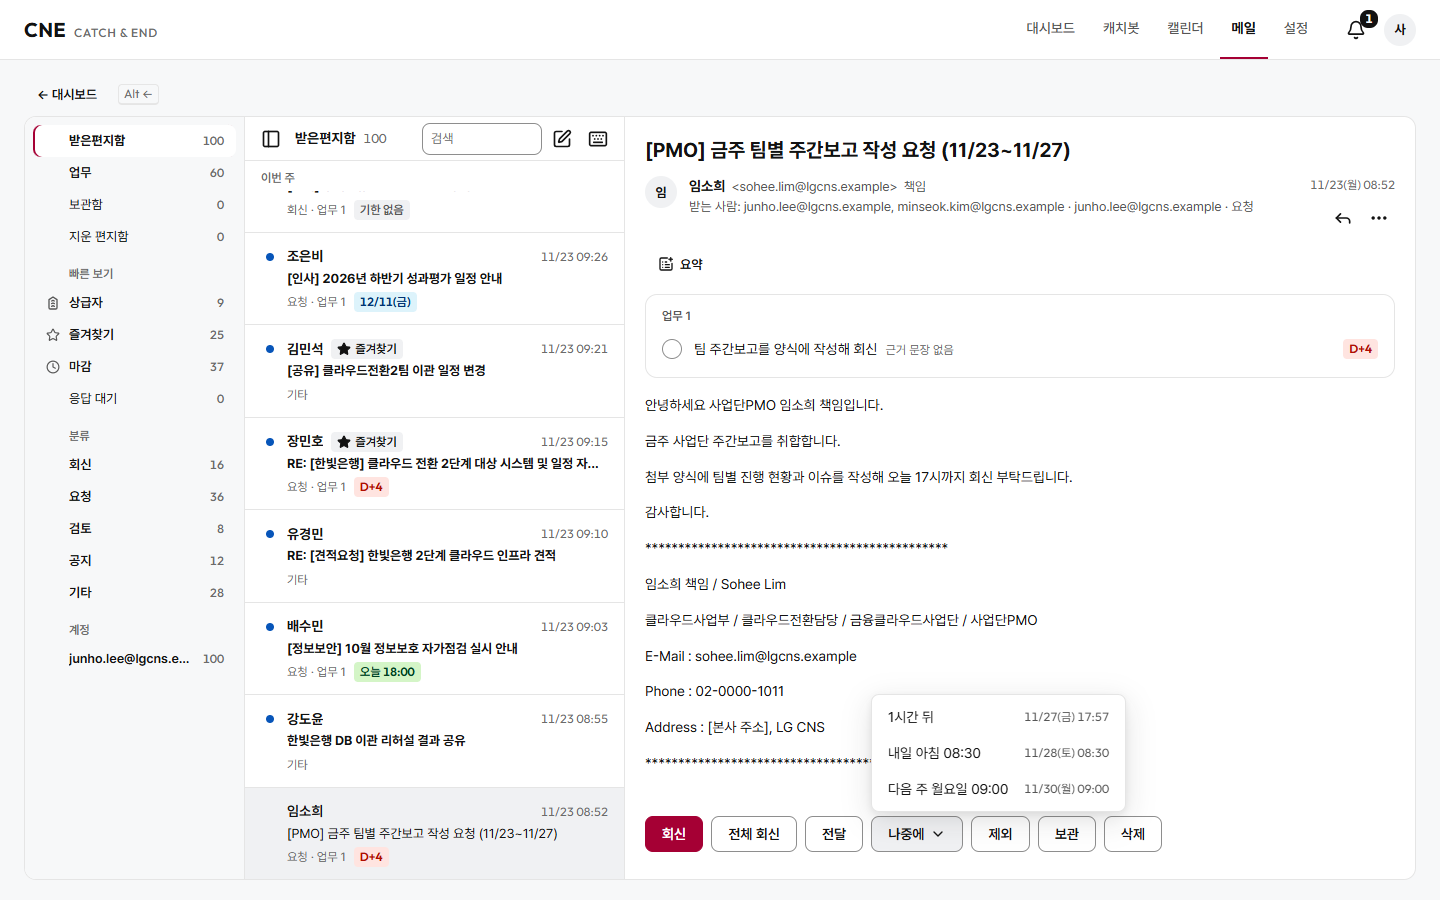 CNE CATCH & END
대시보드 캐치봇 캘린더 메일 설정 1 사
← 대시보드 Alt ←
받은편지함 100
업무 60
보관함 0
지운 편지함 0
빠른 보기
상급자 9
즐겨찾기 25
마감 37
응답 대기 0
분류
회신 16
요청 36
검토 8
공지 12
기타 28
계정
junho.lee@lgcns.e... 100
받은편지함 100 검색
이번 주
회신 · 업무 1 기한 없음
조은비 11/23 09:26
[인사] 2026년 하반기 성과평가 일정 안내
요청 · 업무 1 12/11(금)
김민석 ★ 즐겨찾기 11/23 09:21
[공유] 클라우드전환2팀 이관 일정 변경
기타
장민호 ★ 즐겨찾기 11/23 09:15
RE: [한빛은행] 클라우드 전환 2단계 대상 시스템 및 일정 자...
요청 · 업무 1 D+4
유경민 11/23 09:10
RE: [견적요청] 한빛은행 2단계 클라우드 인프라 견적
기타
배수민 11/23 09:03
[정보보안] 10월 정보보호 자가점검 실시 안내
요청 · 업무 1 오늘 18:00
강도윤 11/23 08:55
한빛은행 DB 이관 리허설 결과 공유
기타
임소희 11/23 08:52
[PMO] 금주 팀별 주간보고 작성 요청 (11/23~11/27)
요청 · 업무 1 D+4
[PMO] 금주 팀별 주간보고 작성 요청 (11/23~11/27)
임 임소희 <sohee.lim@lgcns.example> 책임 11/23(월) 08:52
받는 사람: junho.lee@lgcns.example, minseok.kim@lgcns.example · junho.lee@lgcns.example · 요청
요약
업무 1
팀 주간보고를 양식에 작성해 회신 근거 문장 없음 D+4
안녕하세요 사업단PMO 임소희 책임입니다.
금주 사업단 주간보고를 취합합니다.
첨부 양식에 팀별 진행 현황과 이슈를 작성해 오늘 17시까지 회신 부탁드립니다.
감사합니다.
**********************************************
임소희 책임 / Sohee Lim
클라우드사업부 / 클라우드전환담당 / 금융클라우드사업단 / 사업단PMO
E-Mail : sohee.lim@lgcns.example
Phone : 02-0000-1011
Address : [본사 주소], LG CNS
***********************************
1시간 뒤 11/27(금) 17:57
내일 아침 08:30 11/28(토) 08:30
다음 주 월요일 09:00 11/30(월) 09:00
회신 전체 회신 전달 나중에 제외 보관 삭제